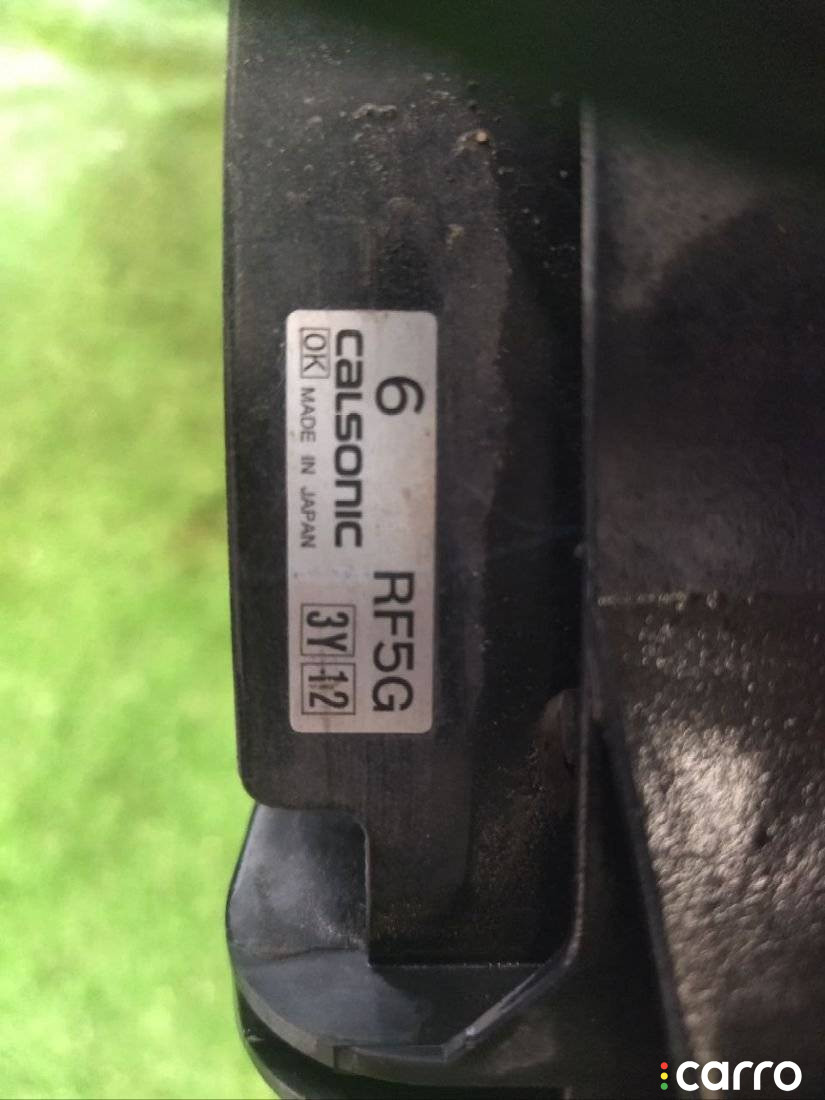 6 RF5G
calsonic
OK MADE IN JAPAN 3Y 12
carro